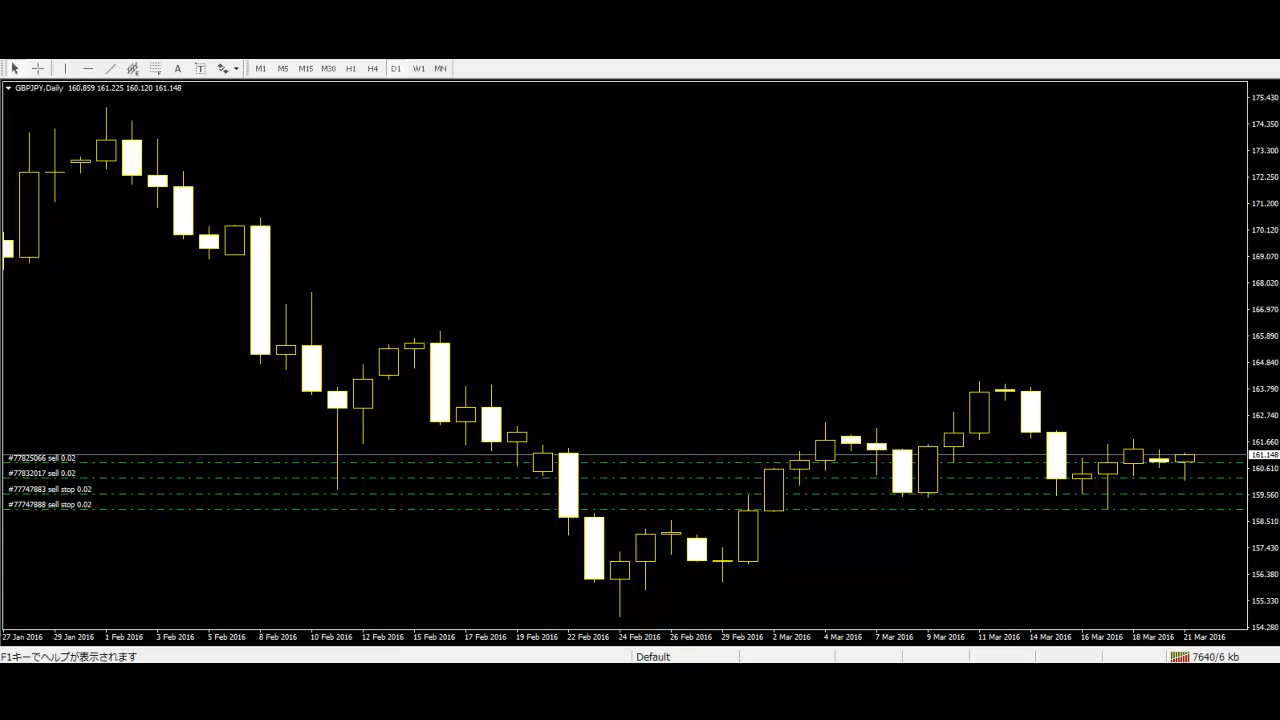 A T
M1 M5 M15 M30 H1 H4 D1 W1 MN
GBPJPY,Daily 160.859 161.225 160.120 161.148
175.430
174.350
173.300
172.250
171.200
170.120
169.070
168.020
166.970
165.890
164.840
163.790
162.740
161.660
161.148
160.610
159.560
158.510
157.430
156.380
155.330
154.280
#77825066 sell 0.02
#77832017 sell 0.02
#77747883 sell stop 0.02
#77747888 sell stop 0.02
27 Jan 2016 29 Jan 2016 1 Feb 2016 3 Feb 2016 5 Feb 2016 8 Feb 2016 10 Feb 2016 12 Feb 2016 15 Feb 2016 17 Feb 2016 19 Feb 2016 22 Feb 2016 24 Feb 2016 26 Feb 2016 29 Feb 2016 2 Mar 2016 4 Mar 2016 7 Mar 2016 9 Mar 2016 11 Mar 2016 14 Mar 2016 16 Mar 2016 18 Mar 2016 21 Mar 2016
F1キーでヘルプが表示されます Default 7640/6 kb